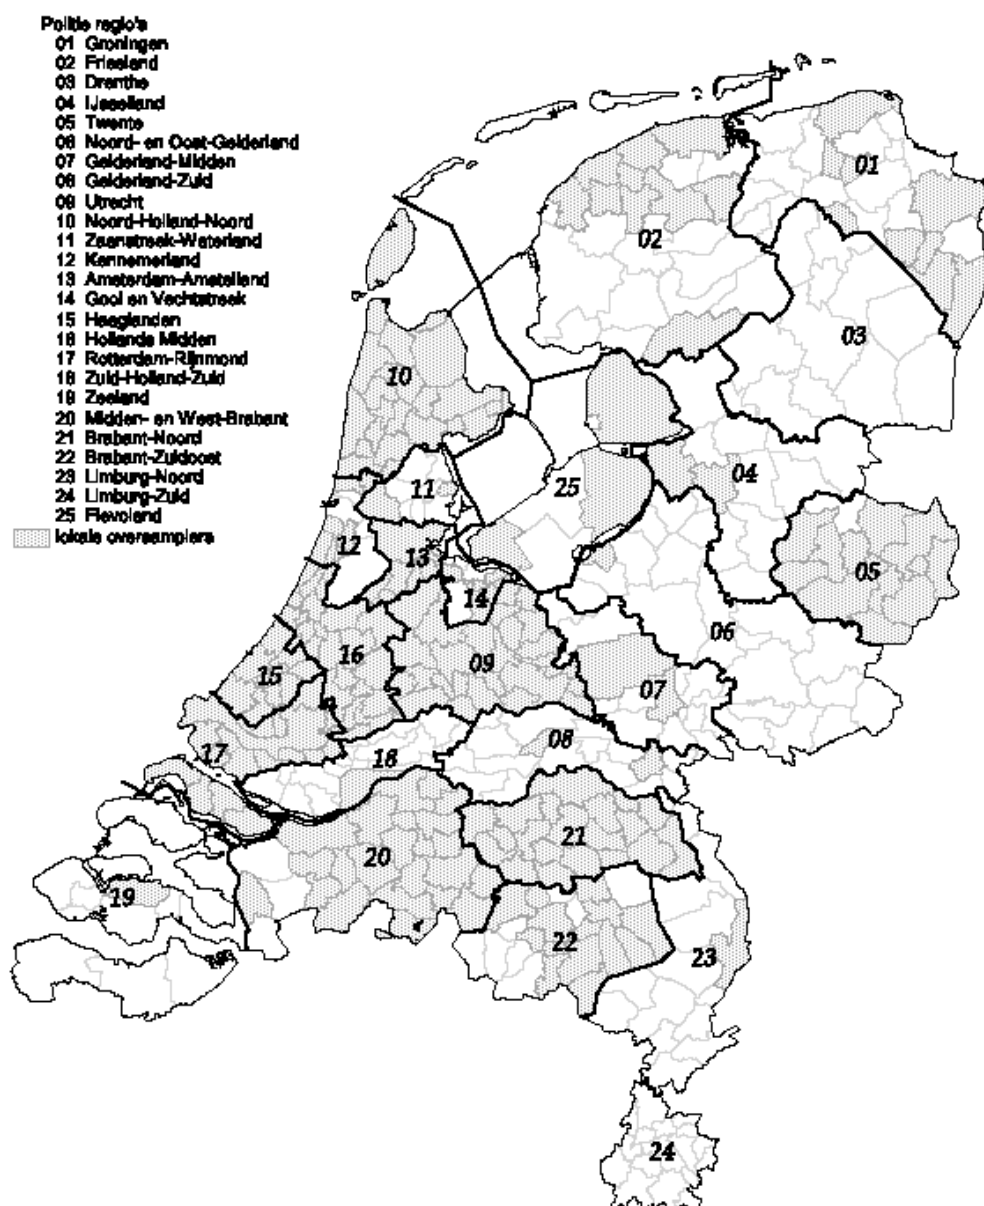 Politie regio's
01 Groningen
02 Friesland
03 Drenthe
04 IJsselland
05 Twente
06 Noord- en Oost-Gelderland
07 Gelderland-Midden
08 Gelderland-Zuid
09 Utrecht
10 Noord-Holland-Noord
11 Zaanstreek-Waterland
12 Kennemerland
13 Amsterdam-Amstelland
14 Gooi en Vechtstreek
15 Haaglanden
16 Hollands Midden
17 Rotterdam-Rijnmond
18 Zuid-Holland-Zuid
19 Zeeland
20 Midden- en West-Brabant
21 Brabant-Noord
22 Brabant-Zuidoost
23 Limburg-Noord
24 Limburg-Zuid
25 Flevoland
lokale oversamplers
01
02
03
10
04
11
25
12
13
05
14
06
16
09
15
07
17
08
18
21
20
19
22
23
24